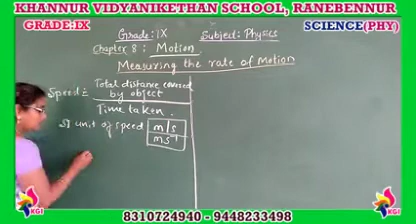 KHANNUR VIDYANIKETHAN SCHOOL, RANEBENNUR
GRADE:IX
SCIENCE(PHY)
Grade: IX Subject: Physics
Chapter 8: Motion.
Measuring the rate of Motion
Speed = Total distance covered
by object
Time taken.
SI unit of speed m/s
ms-1
KGI
KGI
8310724940 - 9448233498